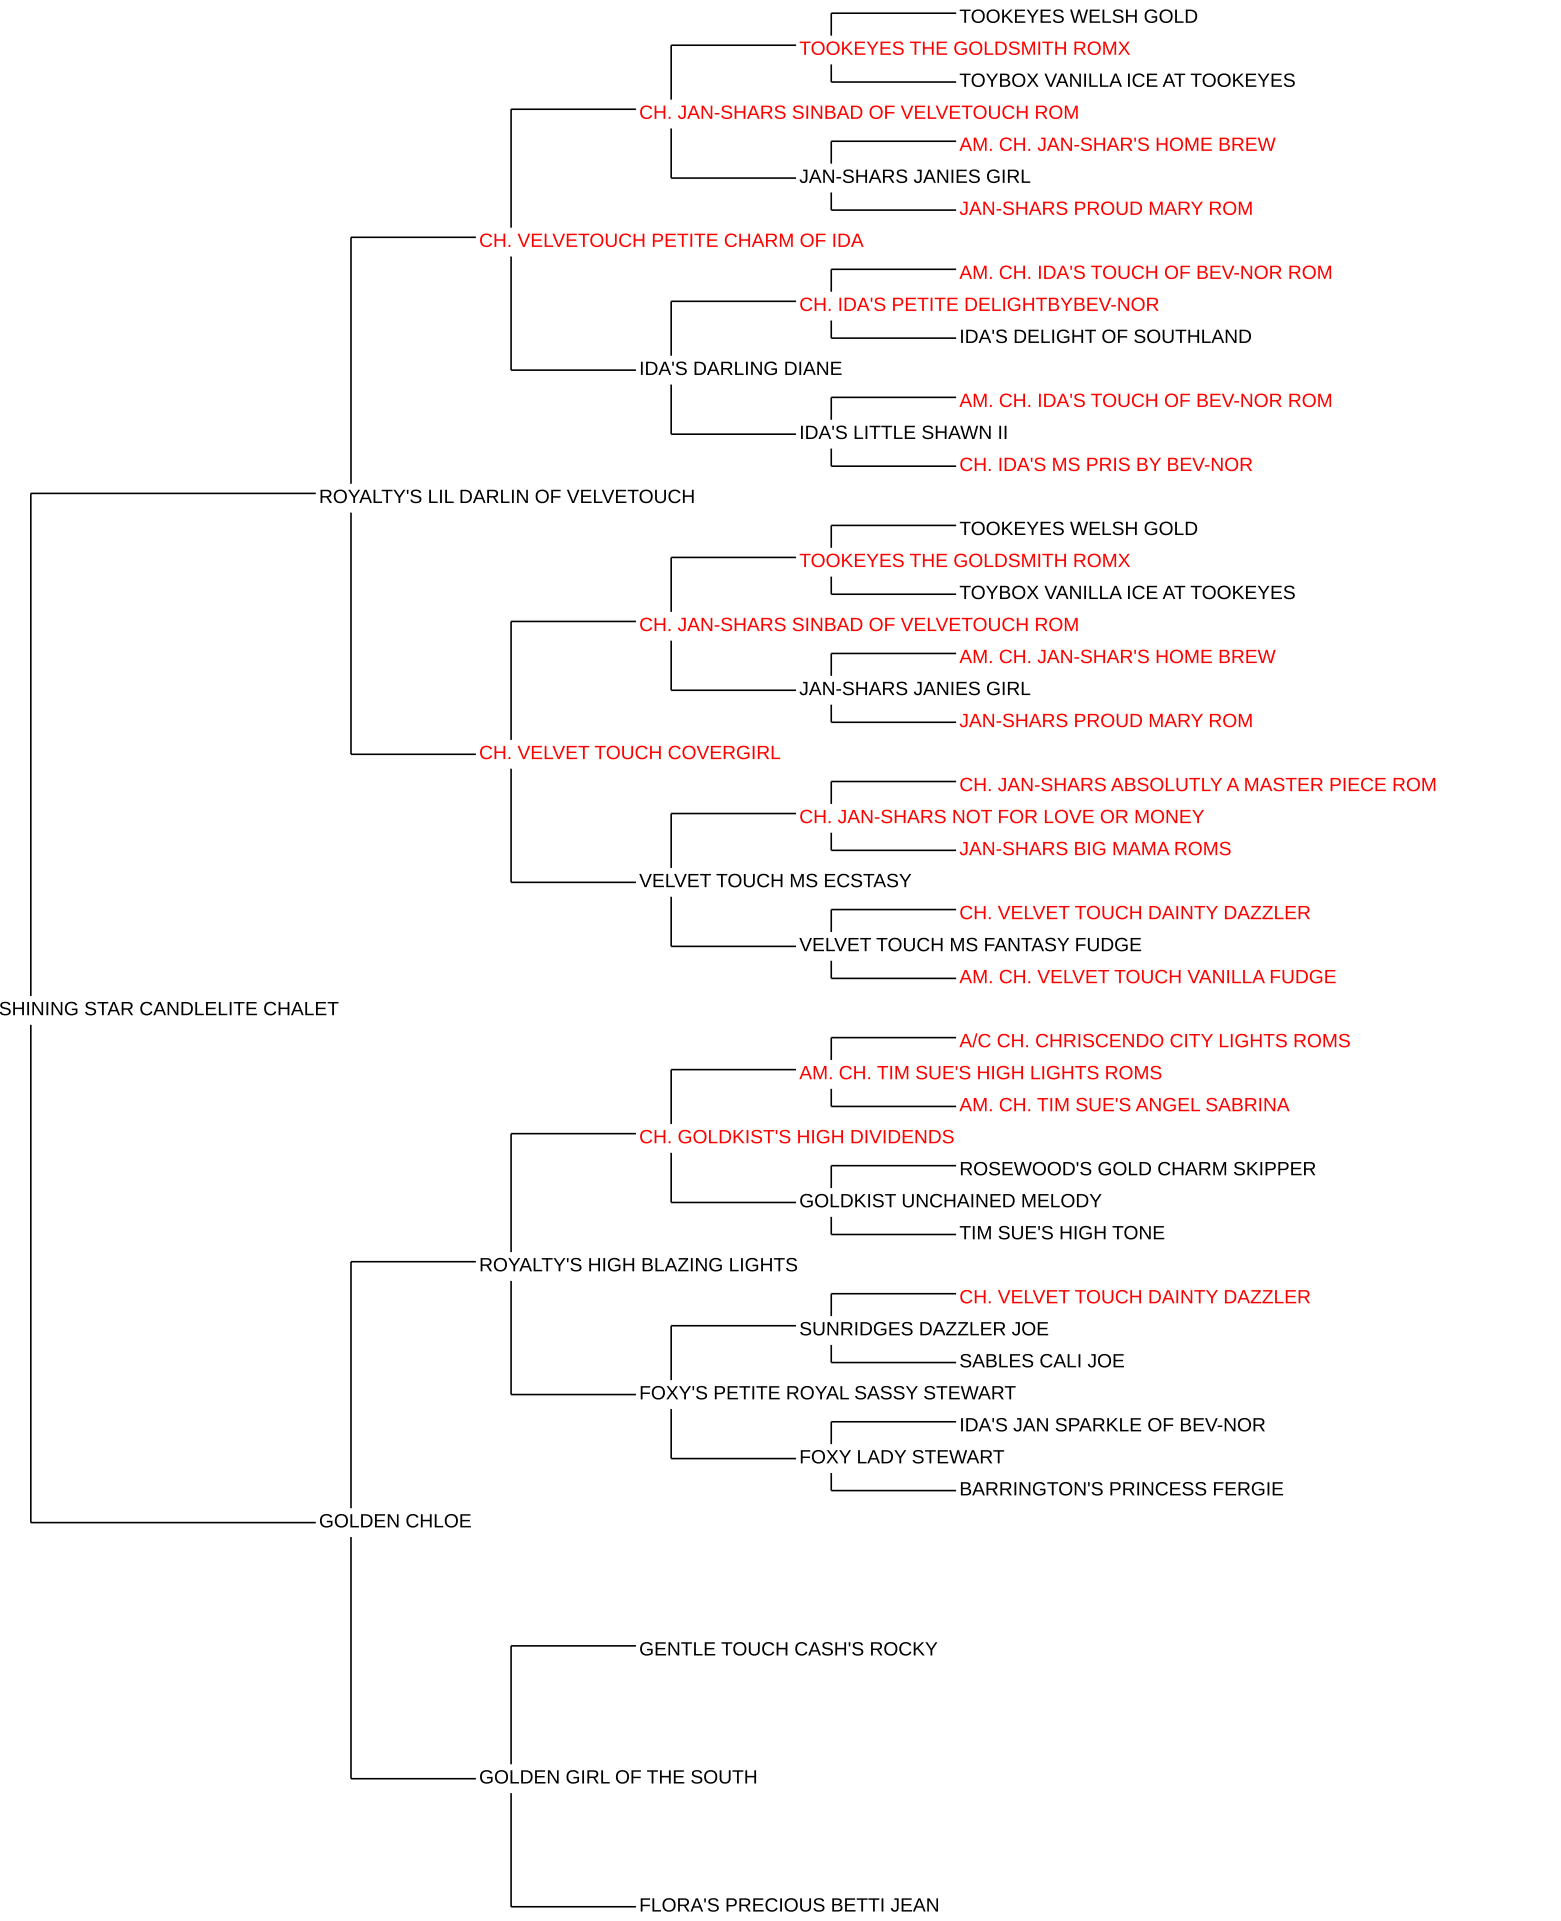 TOOKEYES WELSH GOLD
TOOKEYES THE GOLDSMITH ROMX
TOYBOX VANILLA ICE AT TOOKEYES
CH. JAN-SHARS SINBAD OF VELVETOUCH ROM
AM. CH. JAN-SHAR'S HOME BREW
JAN-SHARS JANIES GIRL
JAN-SHARS PROUD MARY ROM
CH. VELVETOUCH PETITE CHARM OF IDA
AM. CH. IDA'S TOUCH OF BEV-NOR ROM
CH. IDA'S PETITE DELIGHTBYBEV-NOR
IDA'S DELIGHT OF SOUTHLAND
IDA'S DARLING DIANE
AM. CH. IDA'S TOUCH OF BEV-NOR ROM
IDA'S LITTLE SHAWN II
CH. IDA'S MS PRIS BY BEV-NOR
ROYALTY'S LIL DARLIN OF VELVETOUCH
TOOKEYES WELSH GOLD
TOOKEYES THE GOLDSMITH ROMX
TOYBOX VANILLA ICE AT TOOKEYES
CH. JAN-SHARS SINBAD OF VELVETOUCH ROM
AM. CH. JAN-SHAR'S HOME BREW
JAN-SHARS JANIES GIRL
JAN-SHARS PROUD MARY ROM
CH. VELVET TOUCH COVERGIRL
CH. JAN-SHARS ABSOLUTLY A MASTER PIECE ROM
CH. JAN-SHARS NOT FOR LOVE OR MONEY
JAN-SHARS BIG MAMA ROMS
VELVET TOUCH MS ECSTASY
CH. VELVET TOUCH DAINTY DAZZLER
VELVET TOUCH MS FANTASY FUDGE
AM. CH. VELVET TOUCH VANILLA FUDGE
SHINING STAR CANDLELITE CHALET
A/C CH. CHRISCENDO CITY LIGHTS ROMS
AM. CH. TIM SUE'S HIGH LIGHTS ROMS
AM. CH. TIM SUE'S ANGEL SABRINA
CH. GOLDKIST'S HIGH DIVIDENDS
ROSEWOOD'S GOLD CHARM SKIPPER
GOLDKIST UNCHAINED MELODY
TIM SUE'S HIGH TONE
ROYALTY'S HIGH BLAZING LIGHTS
CH. VELVET TOUCH DAINTY DAZZLER
SUNRIDGES DAZZLER JOE
SABLES CALI JOE
FOXY'S PETITE ROYAL SASSY STEWART
IDA'S JAN SPARKLE OF BEV-NOR
FOXY LADY STEWART
BARRINGTON'S PRINCESS FERGIE
GOLDEN CHLOE
GENTLE TOUCH CASH'S ROCKY
GOLDEN GIRL OF THE SOUTH
FLORA'S PRECIOUS BETTI JEAN